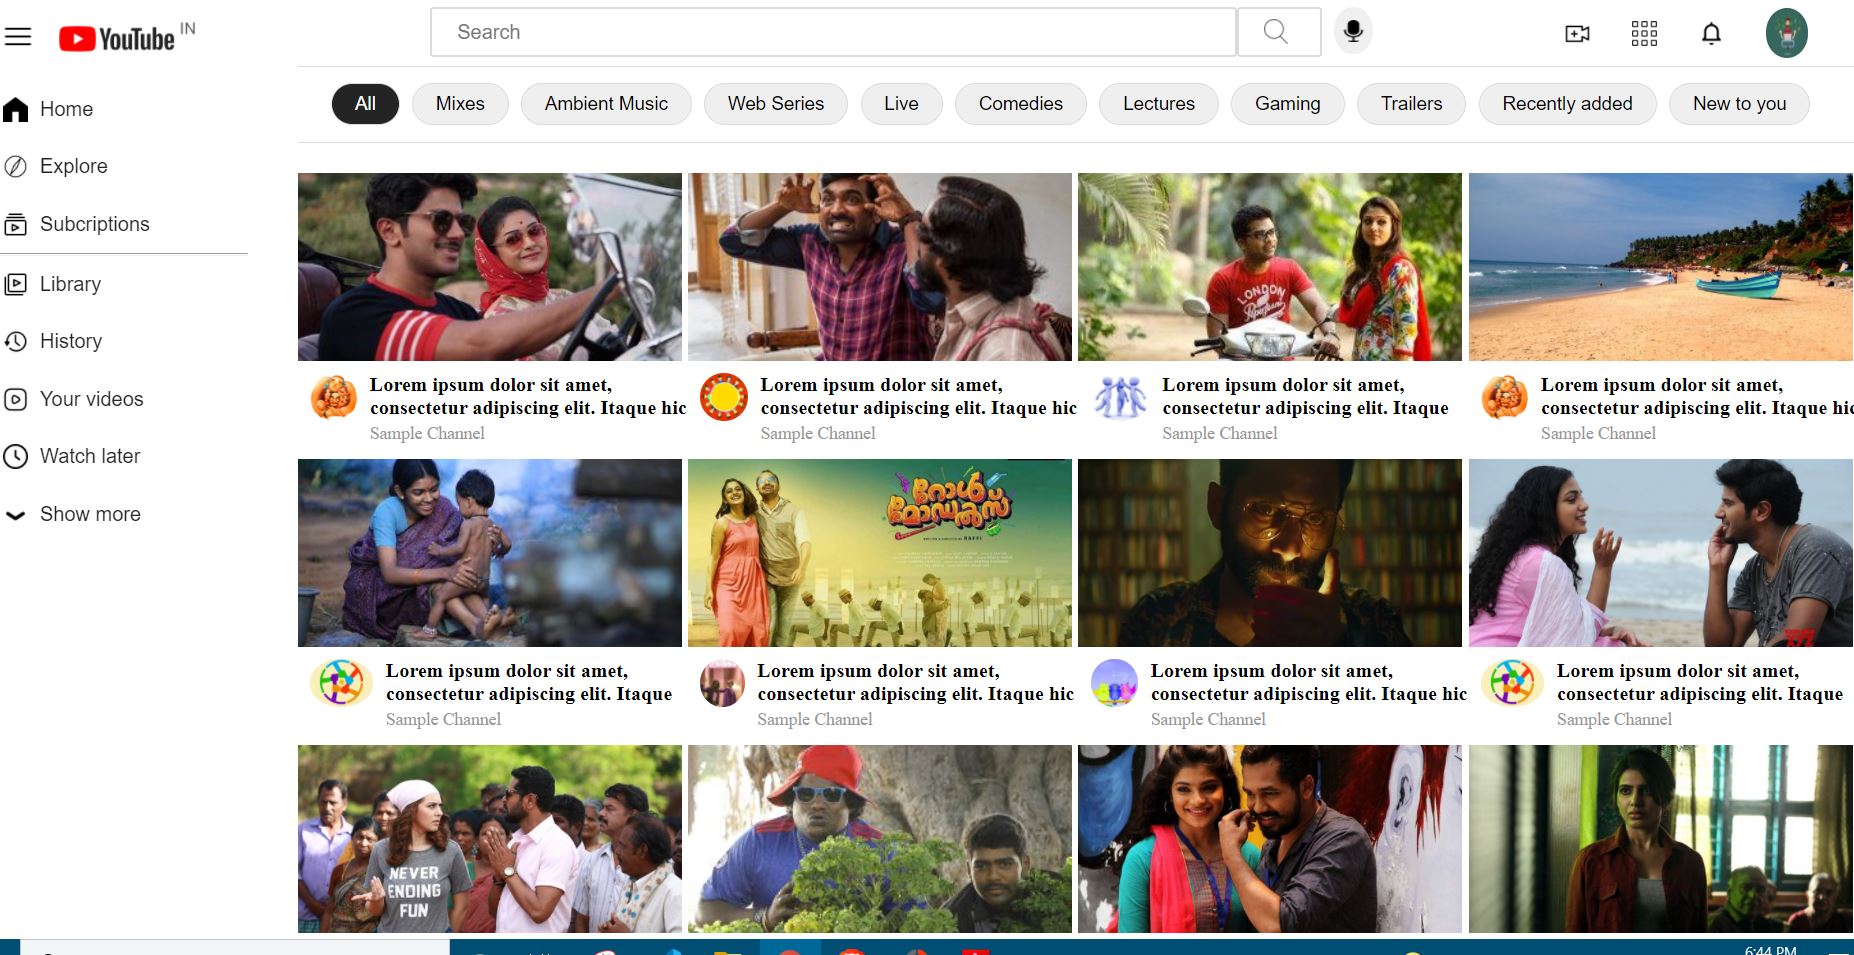 YouTube IN
Search
Home
Explore
Subcriptions
Library
History
Your videos
Watch later
Show more
All
Mixes
Ambient Music
Web Series
Live
Comedies
Lectures
Gaming
Trailers
Recently added
New to you
LONDON
Lorem ipsum dolor sit amet,
consectetur adipiscing elit. Itaque hic
Sample Channel
Lorem ipsum dolor sit amet,
consectetur adipiscing elit. Itaque hic
Sample Channel
Lorem ipsum dolor sit amet,
consectetur adipiscing elit. Itaque
Sample Channel
Lorem ipsum dolor sit amet,
consectetur adipiscing elit. Itaque hic
Sample Channel
റോൾ
മോഡൽസ്
WRITTEN & DIRECTED BY RAFFI
Lorem ipsum dolor sit amet,
consectetur adipiscing elit. Itaque
Sample Channel
Lorem ipsum dolor sit amet,
consectetur adipiscing elit. Itaque hic
Sample Channel
Lorem ipsum dolor sit amet,
consectetur adipiscing elit. Itaque hic
Sample Channel
Lorem ipsum dolor sit amet,
consectetur adipiscing elit. Itaque
Sample Channel
NEVER
ENDING
FUN
6:44 PM